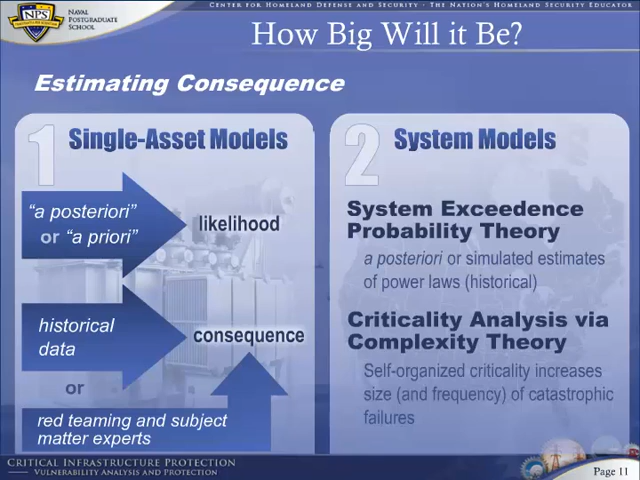 CENTER FOR HOMELAND DEFENSE AND SECURITY - THE NATION'S HOMELAND SECURITY EDUCATOR
NPS
NAVAL
POSTGRADUATE
SCHOOL
How Big Will it Be?
Estimating Consequence
1 Single-Asset Models
"a posteriori"
or "a priori"
likelihood
historical
data
consequence
or
red teaming and subject
matter experts
2 System Models
System Exceedence
Probability Theory
a posteriori or simulated estimates
of power laws (historical)
Criticality Analysis via
Complexity Theory
Self-organized criticality increases
size (and frequency) of catastrophic
failures
CRITICAL INFRASTRUCTURE PROTECTION
VULNERABILITY ANALYSIS AND PROTECTION
Page 11